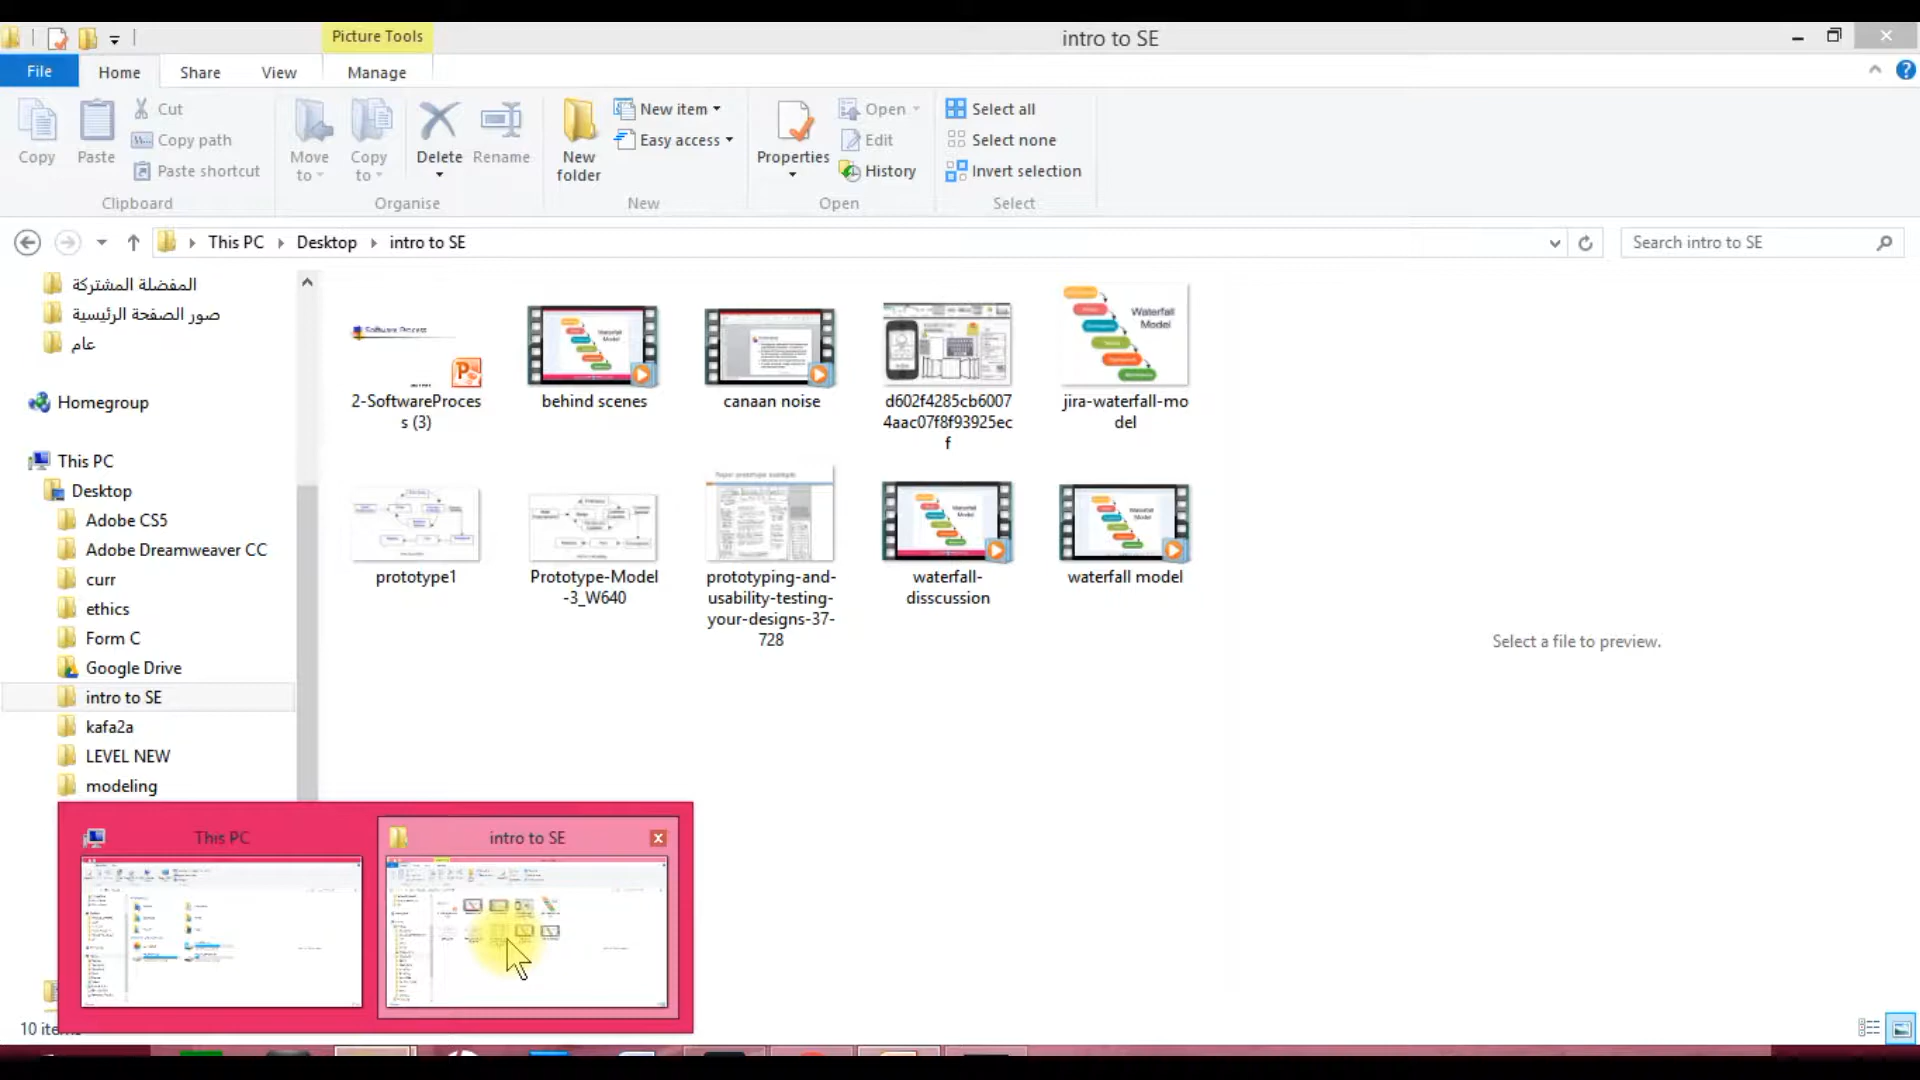 Picture Tools
intro to SE
File
Home
Share
View
Manage
Copy
Paste
Cut
Copy path
Paste shortcut
Clipboard
Move to
Copy to
Delete
Rename
Organise
New folder
New item
Easy access
New
Properties
Open
Edit
History
Open
Select all
Select none
Invert selection
Select
This PC
Desktop
intro to SE
Search intro to SE
المفضلة المشتركة
صور الصفحة الرئيسية
عام
Homegroup
This PC
Desktop
Adobe CS5
Adobe Dreamweaver CC
curr
ethics
Form C
Google Drive
intro to SE
kafa2a
LEVEL NEW
modeling
Software Process
2-SoftwareProces
s (3)
behind scenes
canaan noise
d602f4285cb6007
4aac07f8f93925ec
f
Waterfall
Model
jira-waterfall-mo
del
prototype1
Prototype-Model
-3_W640
prototyping-and-
usability-testing-
your-designs-37-
728
waterfall-
disscussion
waterfall model
Select a file to preview.
This PC
intro to SE
10 ite